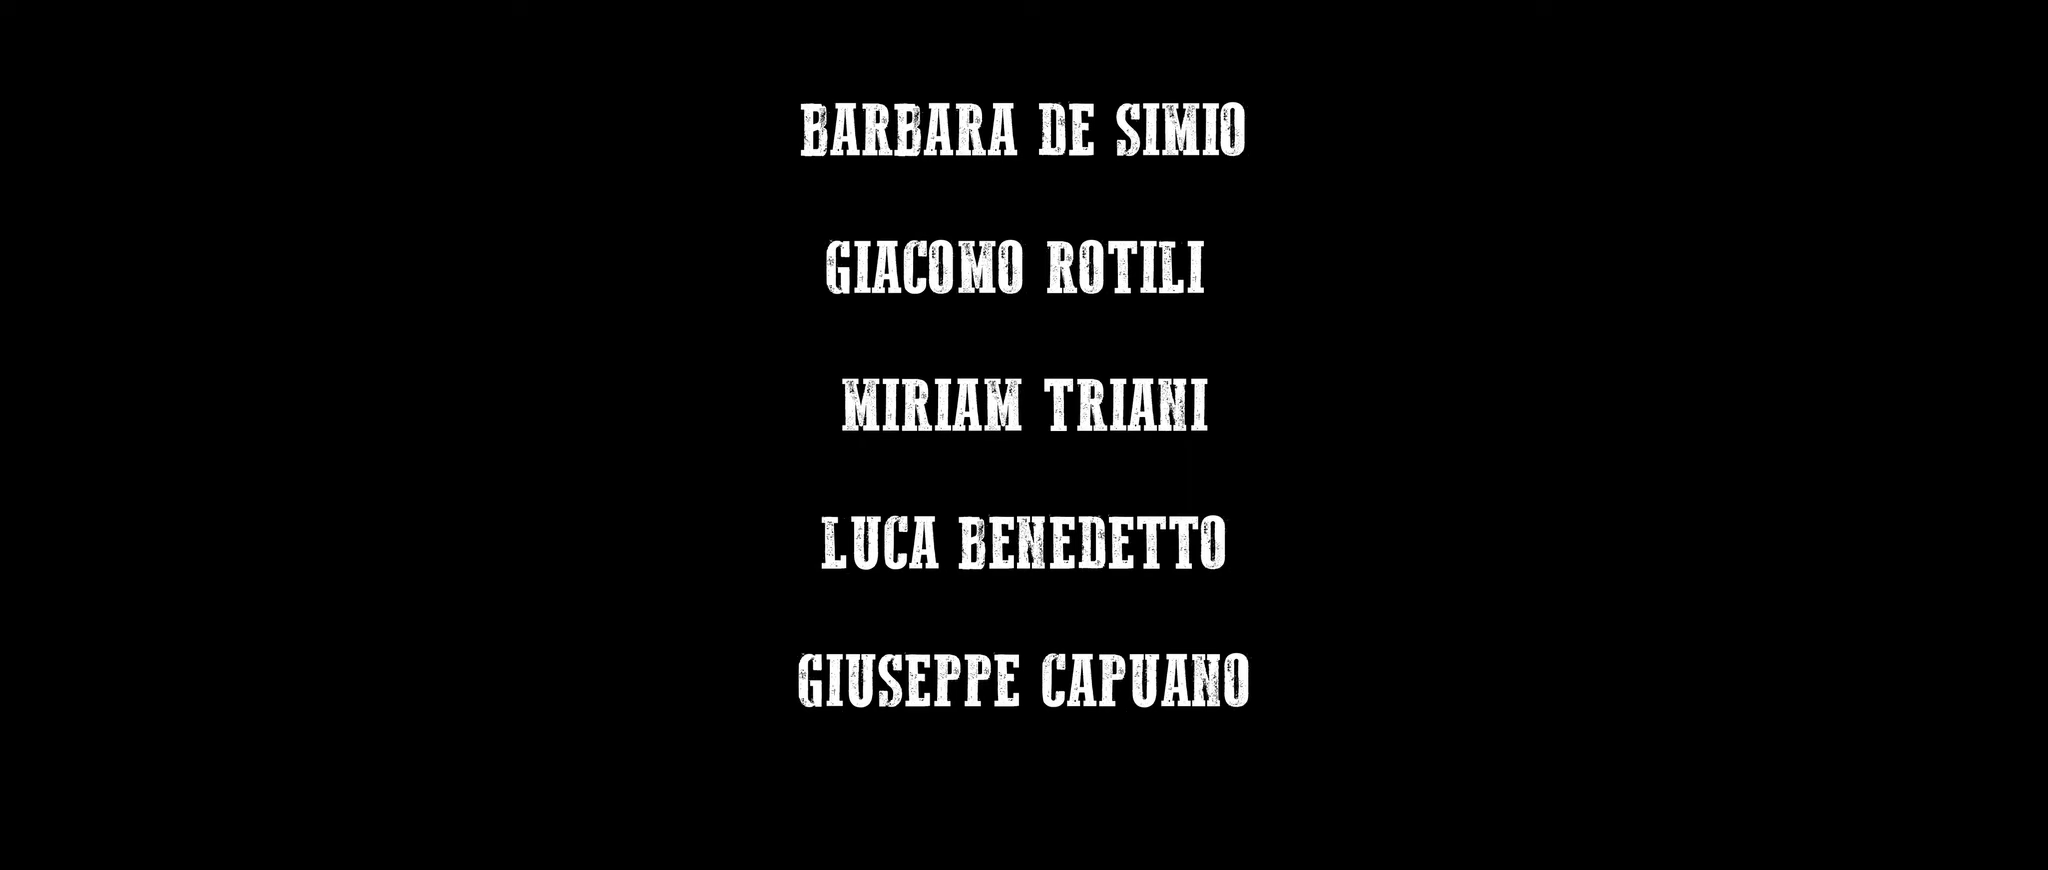 BARBARA DE SIMIO
GIACOMO ROTILI
MIRIAM TRIANI
LUCA BENEDETTO
GIUSEPPE CAPUANO